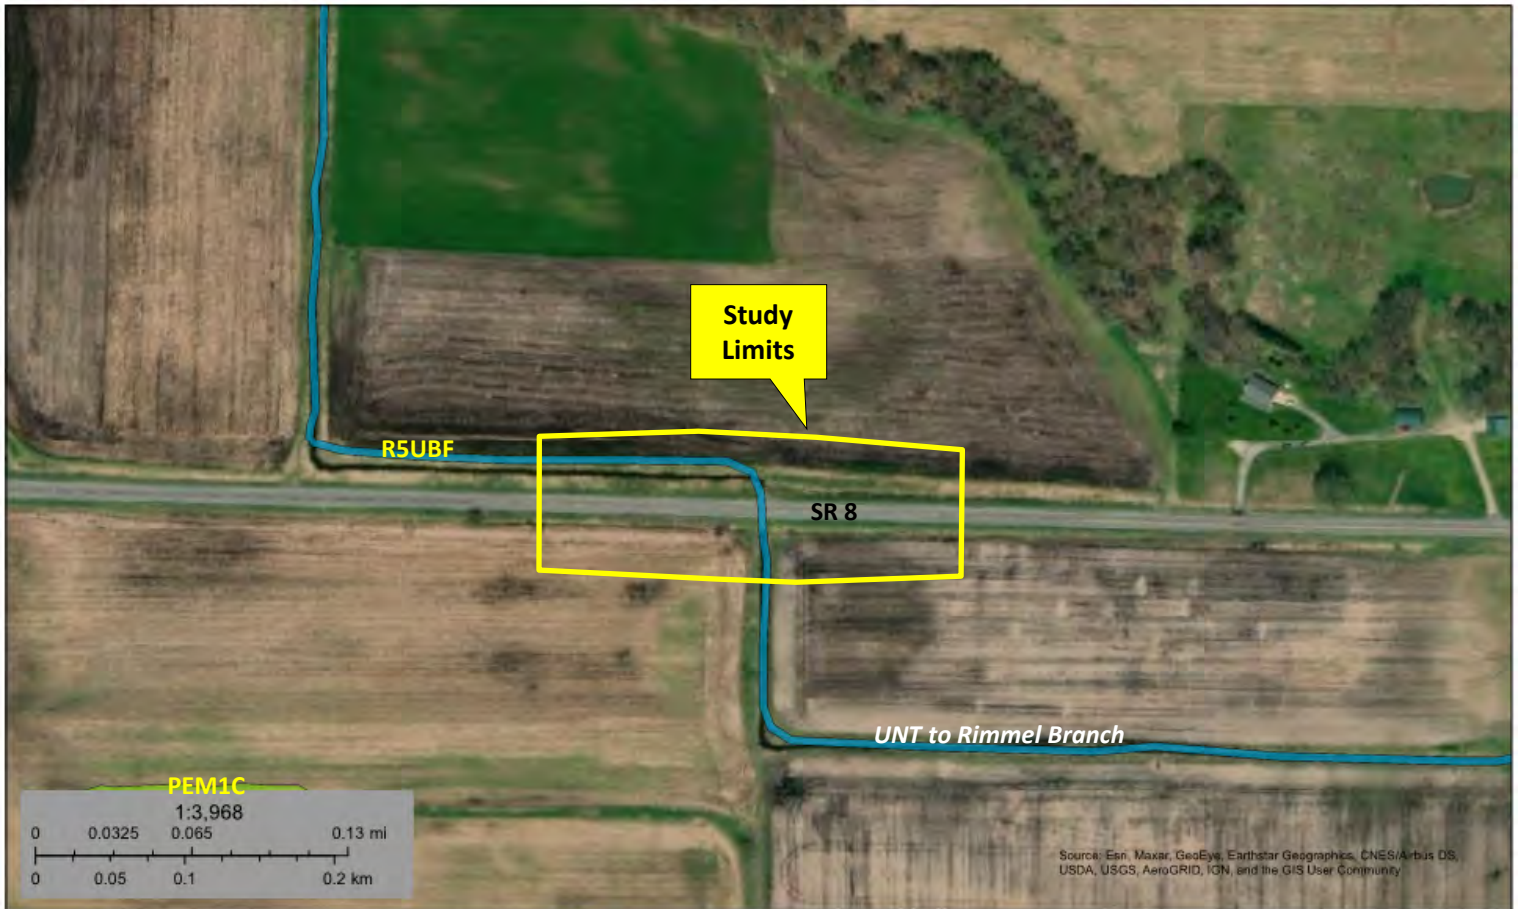 Study
Limits
R5UBF
SR 8
UNT to Rimmel Branch
PEM1C
1:3,968
0 0.0325 0.065 0.13 mi
0 0.05 0.1 0.2 km
Source: Esri, Maxar, GeoEye, Earthstar Geographics, CNES/Airbus DS,
USDA, USGS, AeroGRID, IGN, and the GIS User Community